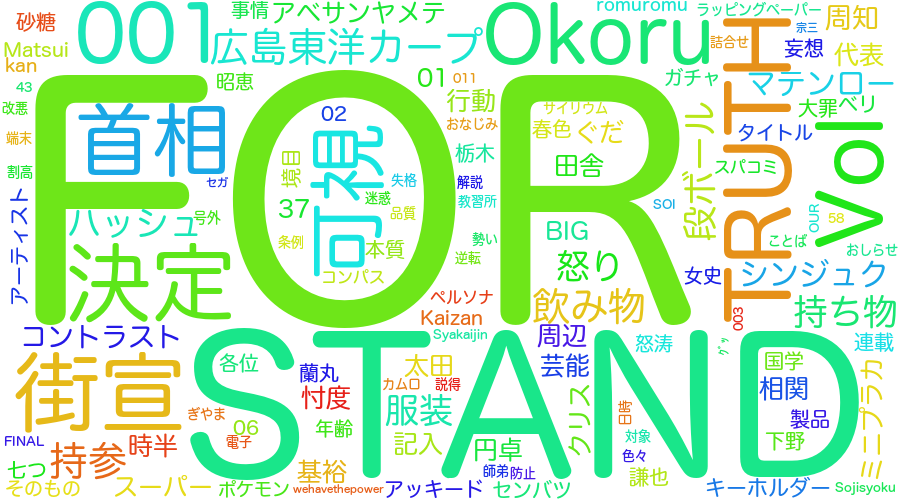 砂糖
事情
アベサンヤメテ
romuromu
ラッピングペーパー
周知
001
Okoru
宗三
Matsui
広島東洋カープ
詰合せ
妄想
代表
kan
昭恵
01
011
ガチャ
マテンロー
43
FOR
TRUTH
改悪
首相
02
行動
サイリウム
大罪
ベリ
端末
可視
おなじみ
春色
ぐだ
段ボール
タイトル
Vol
境目
栃木
田舎
スパコミ
割高
セガ
失格
解説
迷惑
教習所
SOI
OUR
58
アーティスト
ハッシュ
号外
37
品質
勢い
BIG
ことば
条例
本質
逆転
おしらせ
決定
コンパス
怒り
女史
シンジュク
ペルソナ
飲み物
持ち物
Kaizan
003
コントラスト
Syakaijin
周辺
怒涛
グッ
連載
街宣
STAND
各位
蘭丸
太田
芸能
国学
カムロ
説得
忖度
相関
ミニプラカ
服装
クリス
日時
ぎやま
製品
06
年齢
FINAL
電子
時半
記入
対象
下野
円卓
色々
持参
七つ
基裕
師弟
防止
謙也
そのもの
スーパー
ポケモン
wehavethepower
アッキード
センバツ
キーホルダー
Sojisyoku